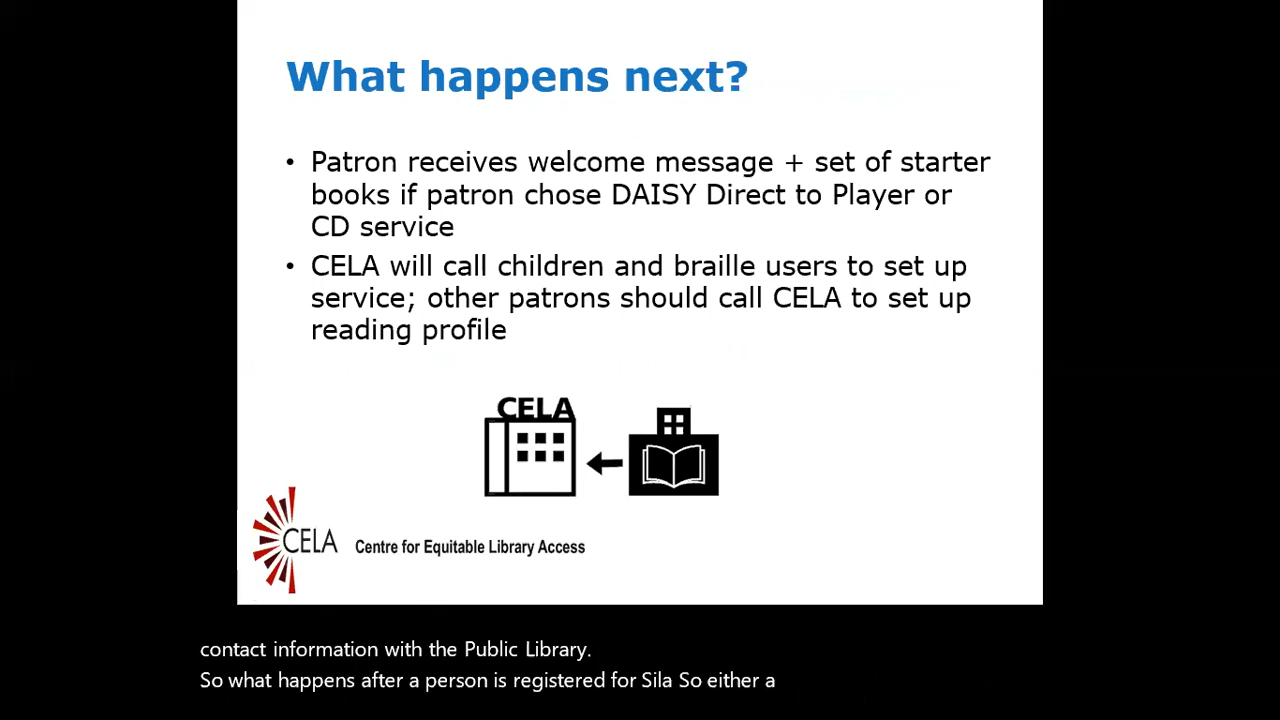 What happens next?
• Patron receives welcome message + set of starter
books if patron chose DAISY Direct to Player or
CD service
• CELA will call children and braille users to set up
service; other patrons should call CELA to set up
reading profile
CELA
CELA Centre for Equitable Library Access
contact information with the Public Library.
So what happens after a person is registered for Sila So either a